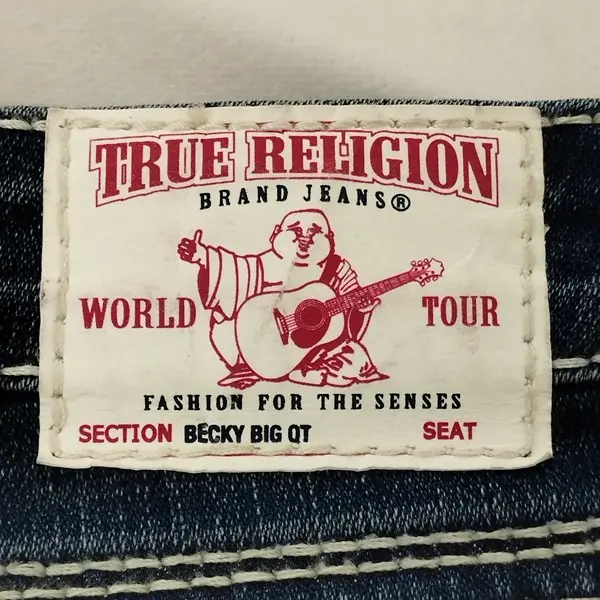 TRUE RELIGION
BRAND JEANS®
WORLD TOUR
FASHION FOR THE SENSES
SECTION BECKY BIG QT SEAT